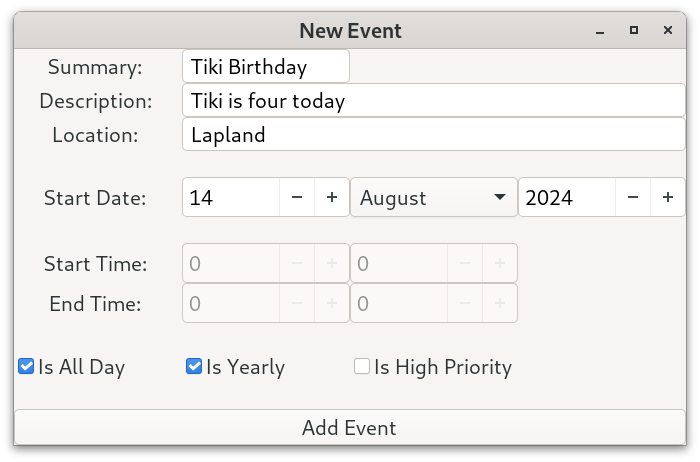 New Event
Summary: Tiki Birthday
Description: Tiki is four today
Location: Lapland
Start Date: 14 − + August 2024 − +
Start Time: 0 − + 0 − +
End Time: 0 − + 0 − +
Is All Day Is Yearly Is High Priority
Add Event